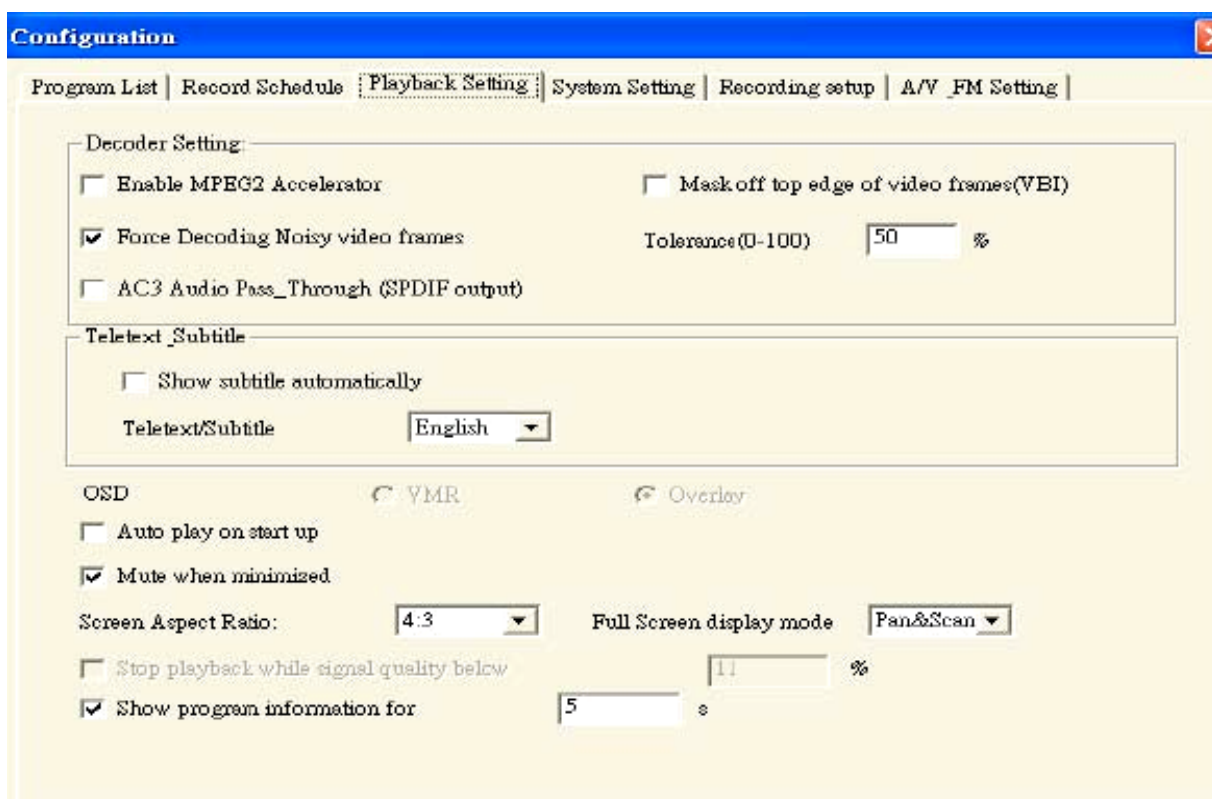 Configuration
Program List | Record Schedule | Playback Setting | System Setting | Recording setup | A/V_FM Setting |
Decoder Setting:
Enable MPEG2 Accelerator
Mask off top edge of video frames(VBI)
Force Decoding Noisy video frames
Tolerance(0-100) 50 %
AC3 Audio Pass_Through (SPDIF output)
Teletext_Subtitle
Show subtitle automatically
Teletext/Subtitle English
OSD VMR Overlay
Auto play on start up
Mute when minimized
Screen Aspect Ratio: 4:3 Full Screen display mode Pan&Scan
Stop playback while signal quality below 11 %
Show program information for 5 s